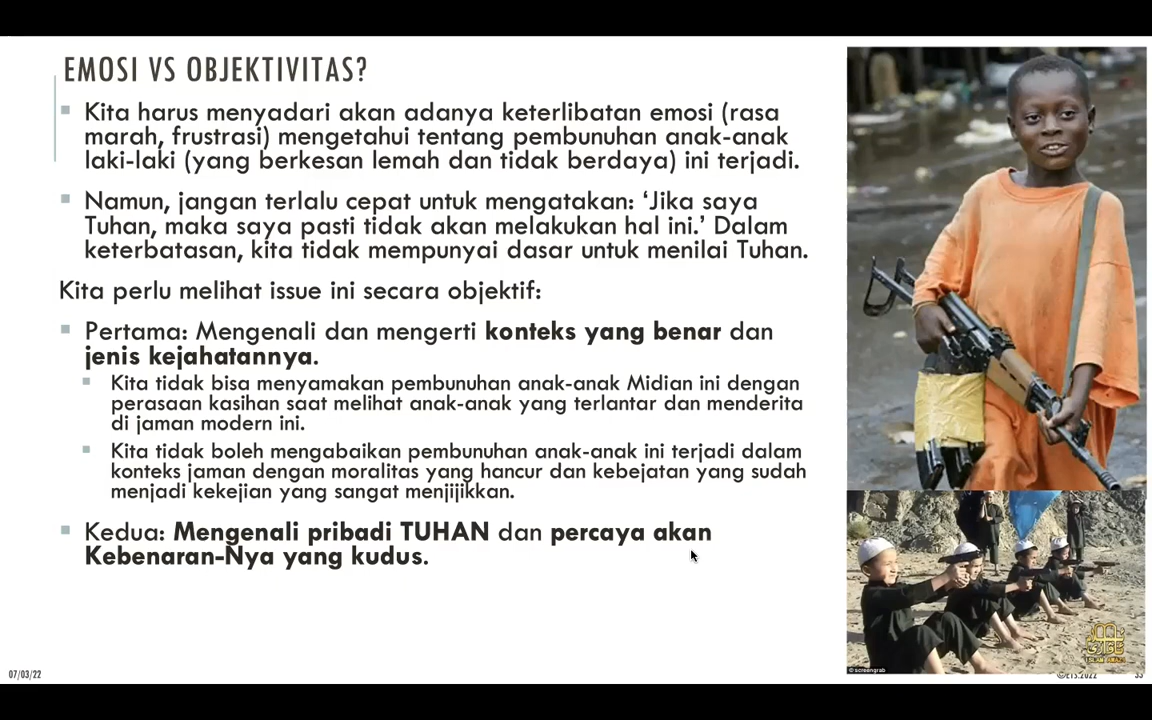 EMOSI VS OBJEKTIVITAS?
Kita harus menyadari akan adanya keterlibatan emosi (rasa
marah, frustrasi) mengetahui tentang pembunuhan anak-anak
laki-laki (yang berkesan lemah dan tidak berdaya) ini terjadi.
Namun, jangan terlalu cepat untuk mengatakan: ‘Jika saya
Tuhan, maka saya pasti tidak akan melakukan hal ini.’ Dalam
keterbatasan, kita tidak mempunyai dasar untuk menilai Tuhan.
Kita perlu melihat issue ini secara objektif:
Pertama: Mengenali dan mengerti konteks yang benar dan
jenis kejahatannya.
Kita tidak bisa menyamakan pembunuhan anak-anak Midian ini dengan
perasaan kasihan saat melihat anak-anak yang terlantar dan menderita
di jaman modern ini.
Kita tidak boleh mengabaikan pembunuhan anak-anak ini terjadi dalam
konteks jaman dengan moralitas yang hancur dan kebejatan yang sudah
menjadi kekejian yang sangat menjijikkan.
Kedua: Mengenali pribadi TUHAN dan percaya akan
Kebenaran-Nya yang kudus.
© screengrab
07/03/22